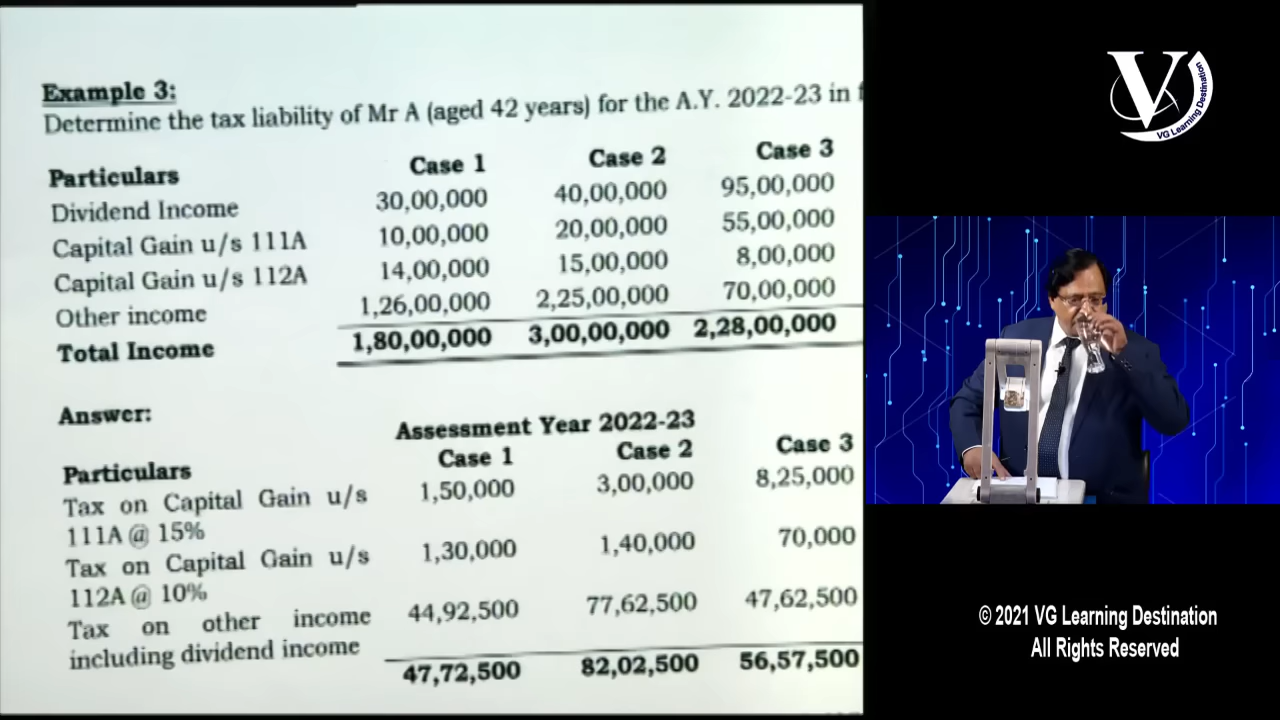 Example 3:
Determine the tax liability of Mr A (aged 42 years) for the A.Y. 2022-23 in
Particulars Case 1 Case 2 Case 3
Dividend Income 30,00,000 40,00,000 95,00,000
Capital Gain u/s 111A 10,00,000 20,00,000 55,00,000
Capital Gain u/s 112A 14,00,000 15,00,000 8,00,000
Other income 1,26,00,000 2,25,00,000 70,00,000
Total Income 1,80,00,000 3,00,00,000 2,28,00,000
Answer:
Assessment Year 2022-23
Particulars Case 1 Case 2 Case 3
Tax on Capital Gain u/s 1,50,000 3,00,000 8,25,000
111A @ 15%
Tax on Capital Gain u/s 1,30,000 1,40,000 70,000
112A @ 10%
Tax on other income 44,92,500 77,62,500 47,62,500
including dividend income
47,72,500 82,02,500 56,57,500
V
VG Learning Destination
© 2021 VG Learning Destination
All Rights Reserved